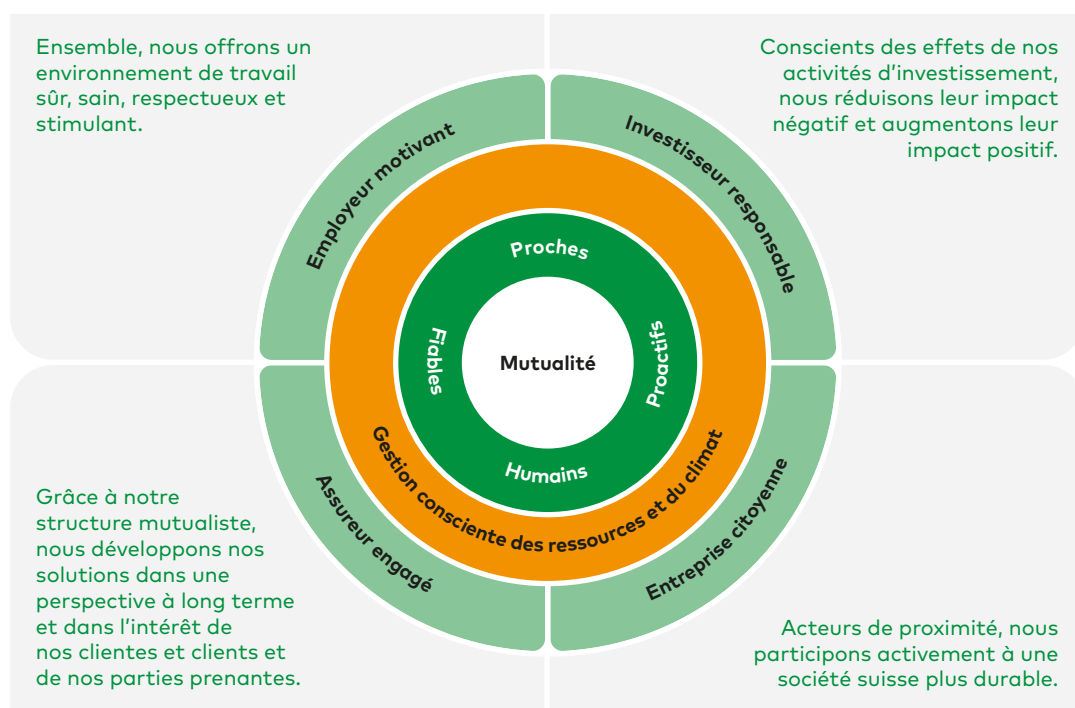 Ensemble, nous offrons un
environnement de travail
sûr, sain, respectueux et
stimulant.
Conscients des effets de nos
activités d’investissement,
nous réduisons leur impact
négatif et augmentons leur
impact positif.
Employeur motivant
Investisseur responsable
Proches
Fiables
Mutualité
Proactifs
Humains
Gestion consciente des ressources et du climat
Assureur engagé
Entreprise citoyenne
Grâce à notre
structure mutualiste,
nous développons nos
solutions dans une
perspective à long terme
et dans l’intérêt de
nos clientes et clients et
de nos parties prenantes.
Acteurs de proximité, nous
participons activement à une
société suisse plus durable.